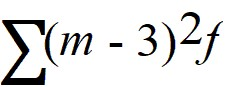 ∑(m - 3)²f